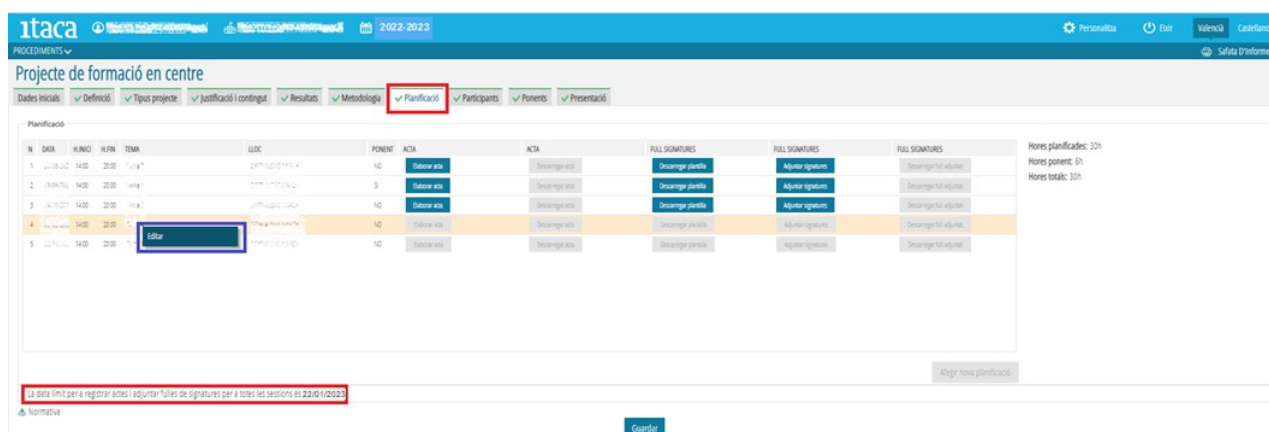 ıtaca 2022-2023 Personalitza Eixir Valencià Castellano
PROCEDIMENTS Safata D'Informe
Projecte de formació en centre
Dades inicials Definició Tipus projecte Justificació i contingut Resultats Metodologia Planificació Participants Ponents Presentació
Planificació
N DATA H.INICI H.FIN TEMA LLOC PONENT ACTA ACTA FULL SIGNATURES FULL SIGNATURES FULL SIGNATURES
Hores planificades: 30h
1 14:00 20:00 NO Elaborar acta Descarregar acta Descarregar plantilla Adjuntar signatures Descarregar full adjuntat
Hores ponent: 6h
Hores totals: 30h
2 14:00 20:00 SI Elaborar acta Descarregar acta Descarregar plantilla Adjuntar signatures Descarregar full adjuntat
3 14:00 20:00 NO Elaborar acta Descarregar acta Descarregar plantilla Adjuntar signatures Descarregar full adjuntat
4 14:00 20:00 NO Elaborar acta Descarregar acta Descarregar plantilla Adjuntar signatures Descarregar full adjuntat
Editar
5 14:00 20:00 NO Elaborar acta Descarregar acta Descarregar plantilla Adjuntar signatures Descarregar full adjuntat
Afegir nova planificació
La data límit per a registrar actes i adjuntar fulles de signatures per a totes les sessions és 22/01/2023
Normativa
Guardar